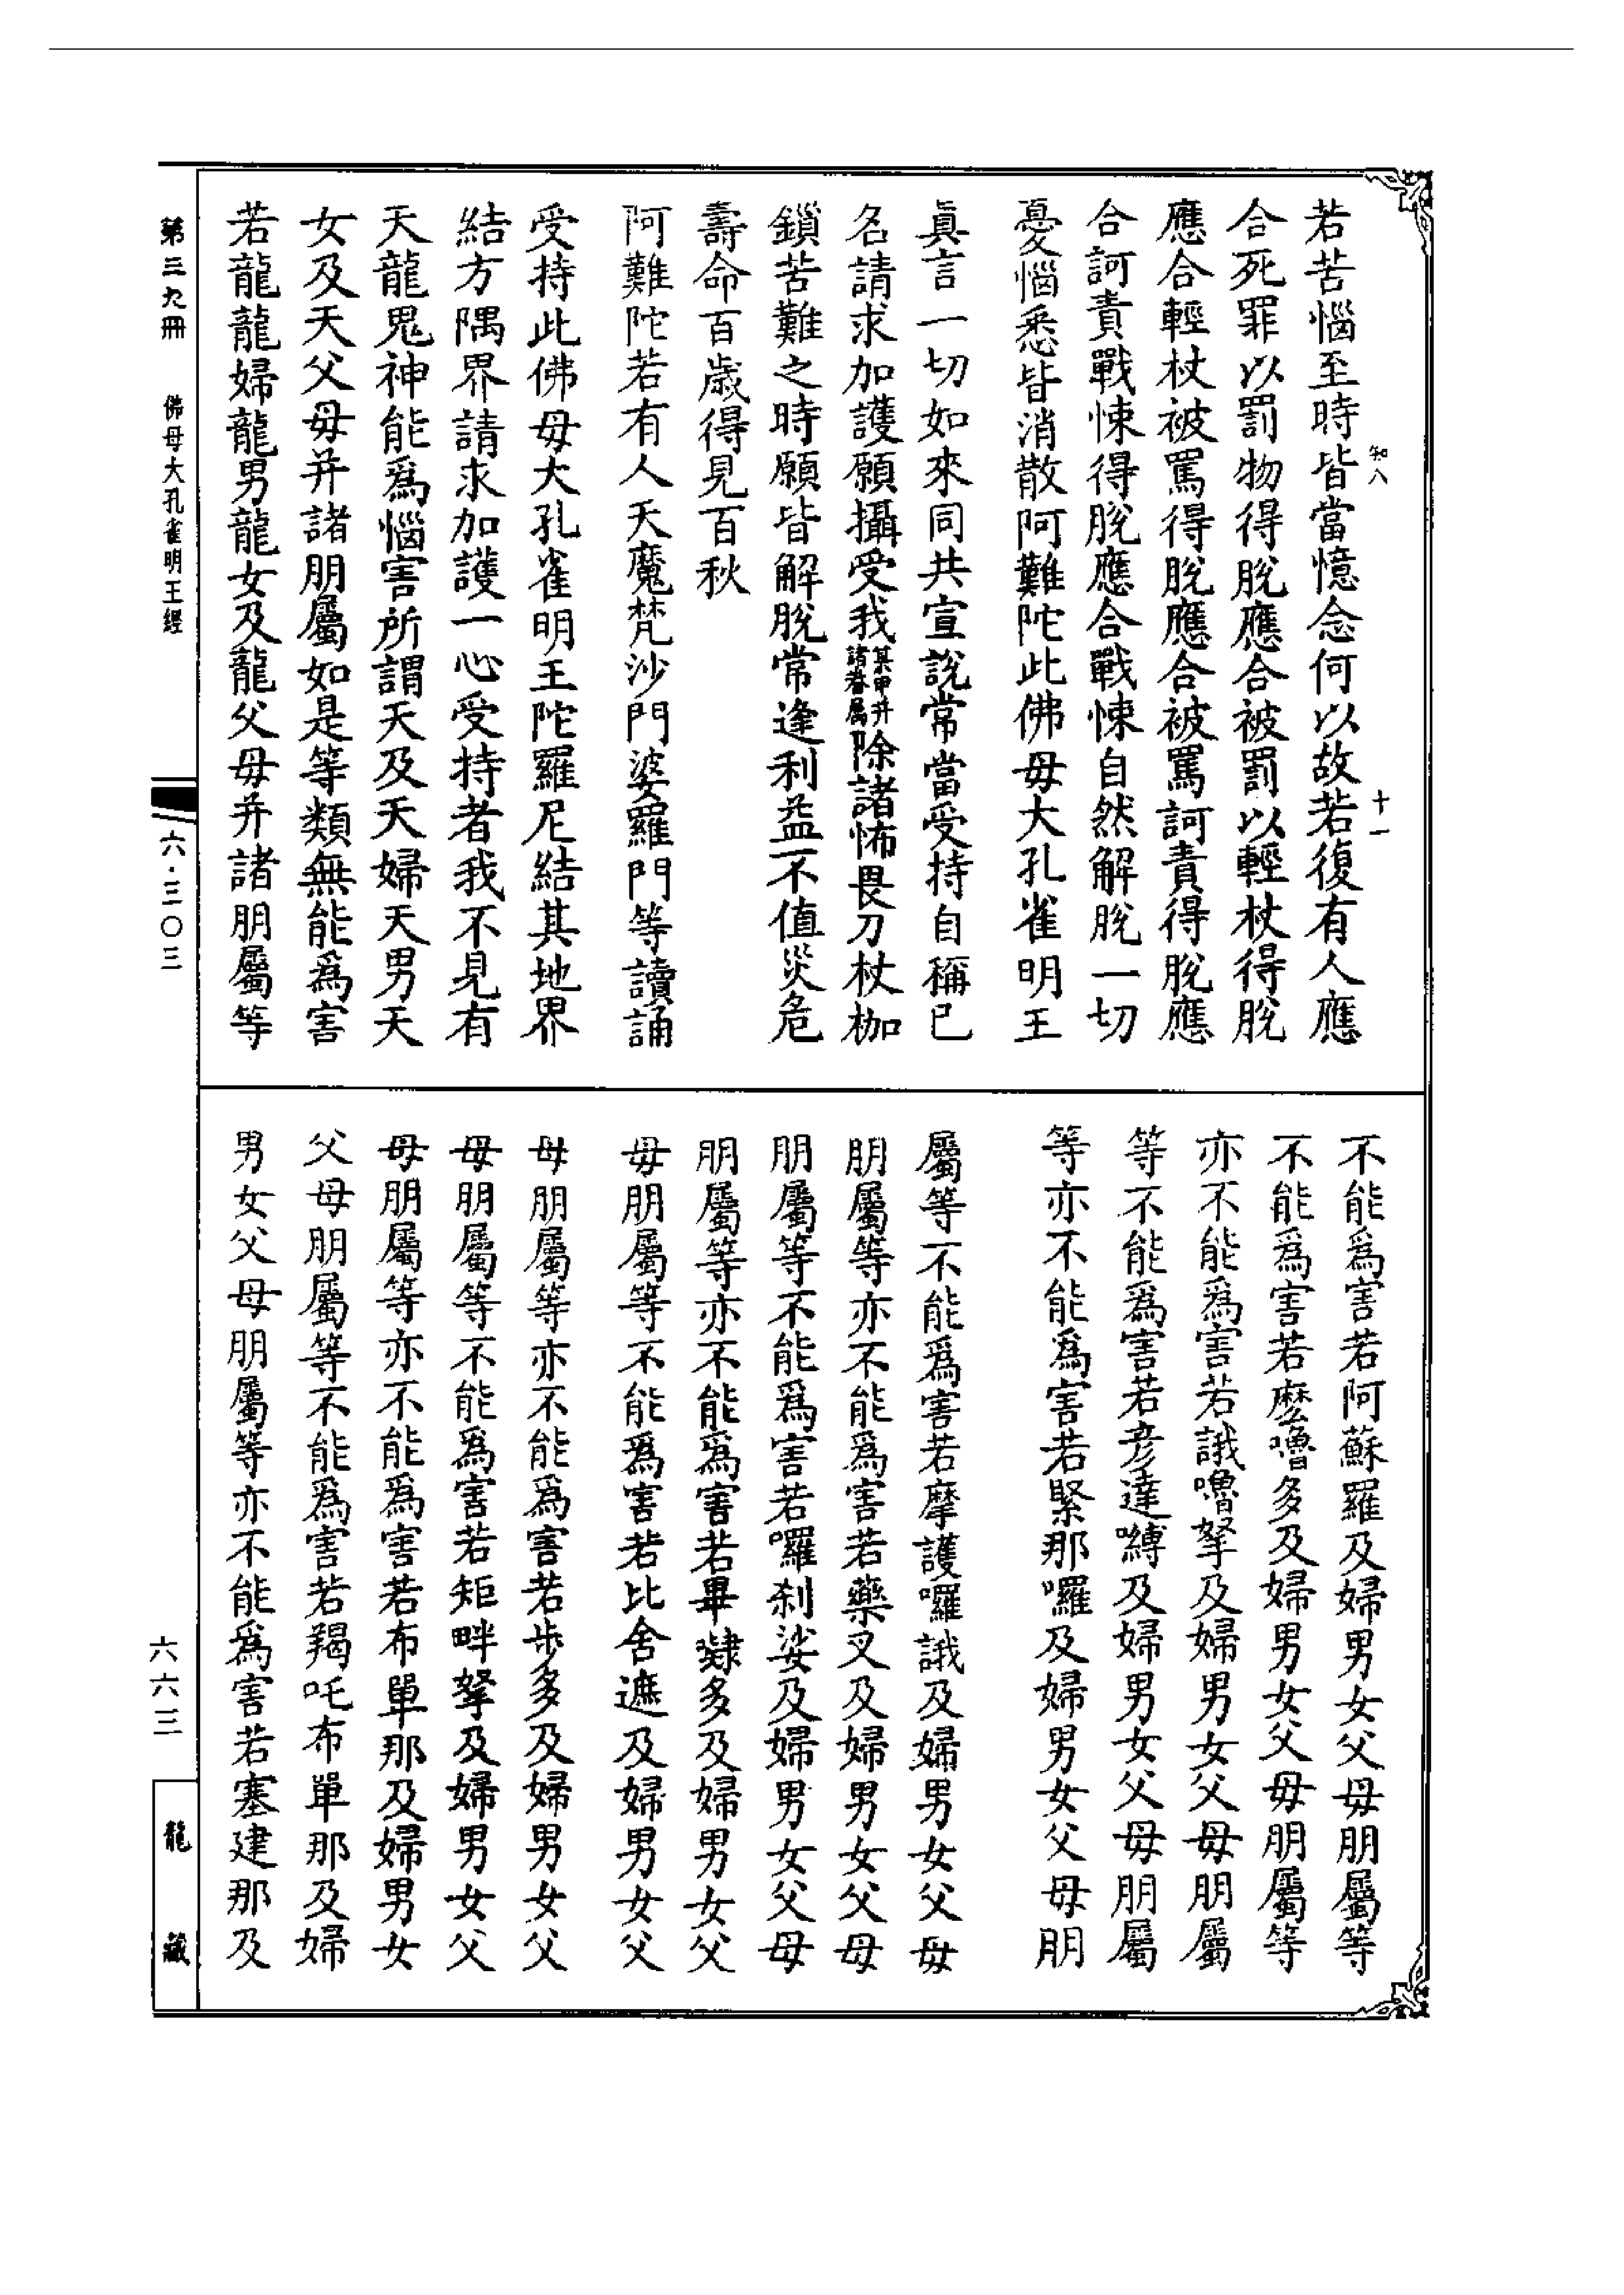 若苦惱至時皆當憶念何以故若復有人應
合死罪以罰物得脫應合被罰以輕杖得脫
應合輕杖被罵得脫應合被罵訶責得脫應
合訶責戰悚得脫應合戰悚自然解脫一切
憂惱悉皆消散阿難陀此佛母大孔雀明王
眞言一切如來同共宣說常當受持自稱已
名請求加護願攝受我某甲并諸眷屬除諸怖畏刀杖枷
鎖苦難之時願皆解脫常逢利益不值災危
壽命百歲得見百秋
阿難陀若有人天魔梵沙門婆羅門等讀誦
受持此佛母大孔雀明王陀羅尼結其地界
結方隅界請求加護一心受持者我不見有
天龍鬼神能爲惱害所謂天及天婦天男天
女及天父母并諸朋屬如是等類無能爲害
若龍龍婦龍男龍女及龍父母并諸朋屬等
知八
十一
不能爲害若阿蘇羅及婦男女父母朋屬等
不能爲害若麽嚕多及婦男女父母朋屬等
亦不能爲害若誐嚕拏及婦男女父母朋屬
等不能爲害若彥達嚩及婦男女父母朋屬
等亦不能爲害若緊那囉及婦男女父母朋
屬等不能爲害若摩護囉誐及婦男女父母
朋屬等亦不能爲害若藥叉及婦男女父母
朋屬等不能爲害若囉刹娑及婦男女父母
朋屬等亦不能爲害若畢㘑多及婦男女父
母朋屬等不能爲害若比舍遮及婦男女父
母朋屬等亦不能爲害若步多及婦男女父
母朋屬等不能爲害若矩畔拏及婦男女父
母朋屬等亦不能爲害若布單那及婦男女
父母朋屬等不能爲害若羯吒布單那及婦
男女父母朋屬等亦不能爲害若塞建那及
第三九冊 佛母大孔雀明王經
六·三〇三
六六三
龍藏